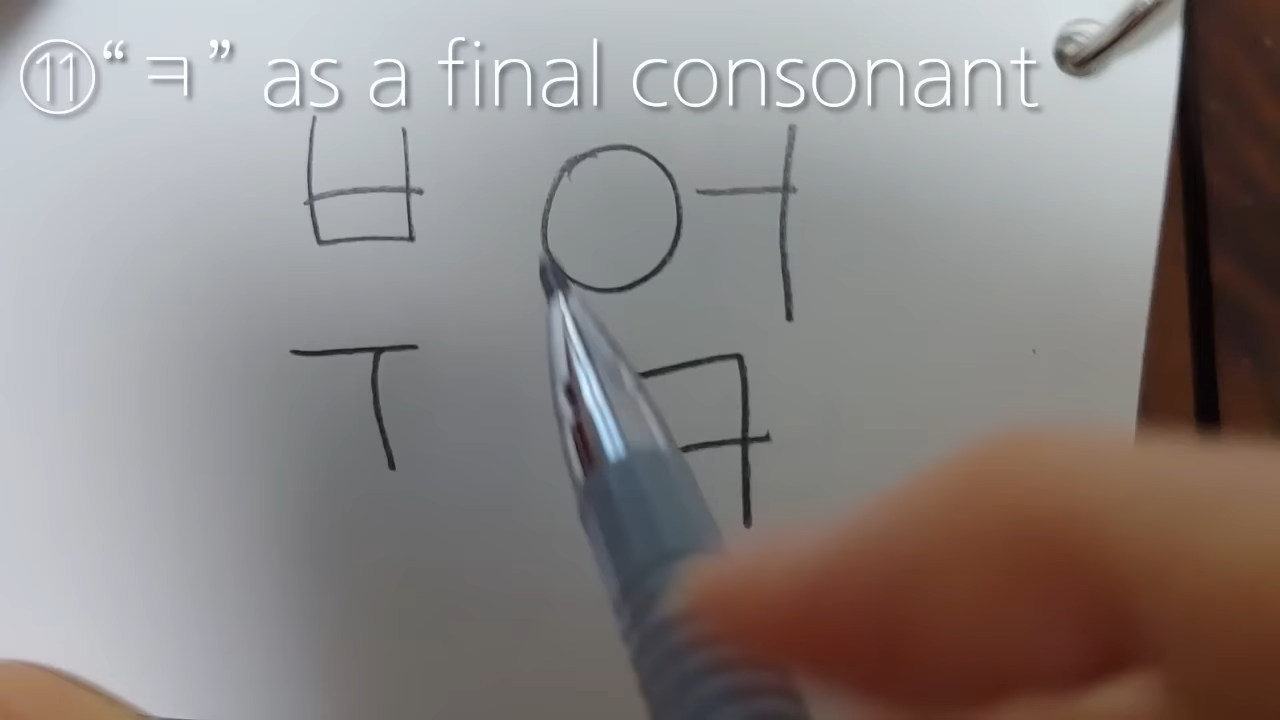 ⑪“ㅋ” as a final consonant
부엌